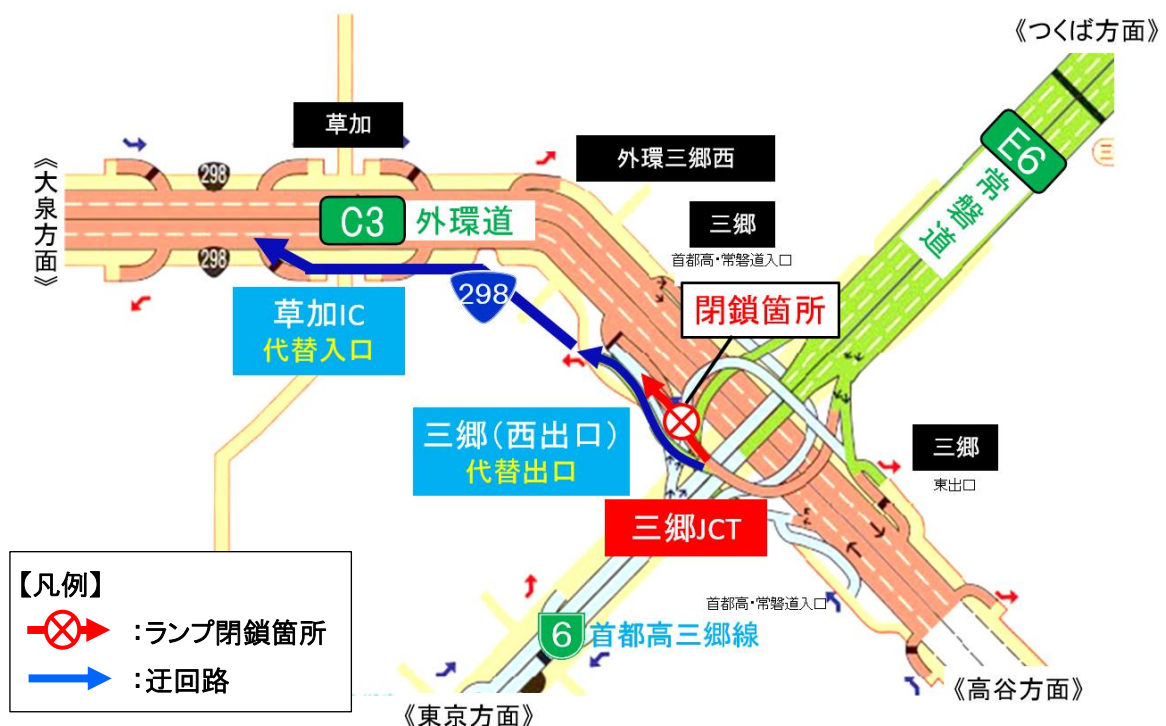 《つくば方面》
草加
外環三郷西
E6
常磐道
《大泉方面》
298
C3 外環道
三郷
首都高・常磐道入口
298
298
閉鎖箇所
草加IC
代替入口
三郷(西出口)
代替出口
三郷
東出口
三郷JCT
【凡例】
:ランプ閉鎖箇所
:迂回路
首都高・常磐道入口
6 首都高三郷線
《高谷方面》
《東京方面》